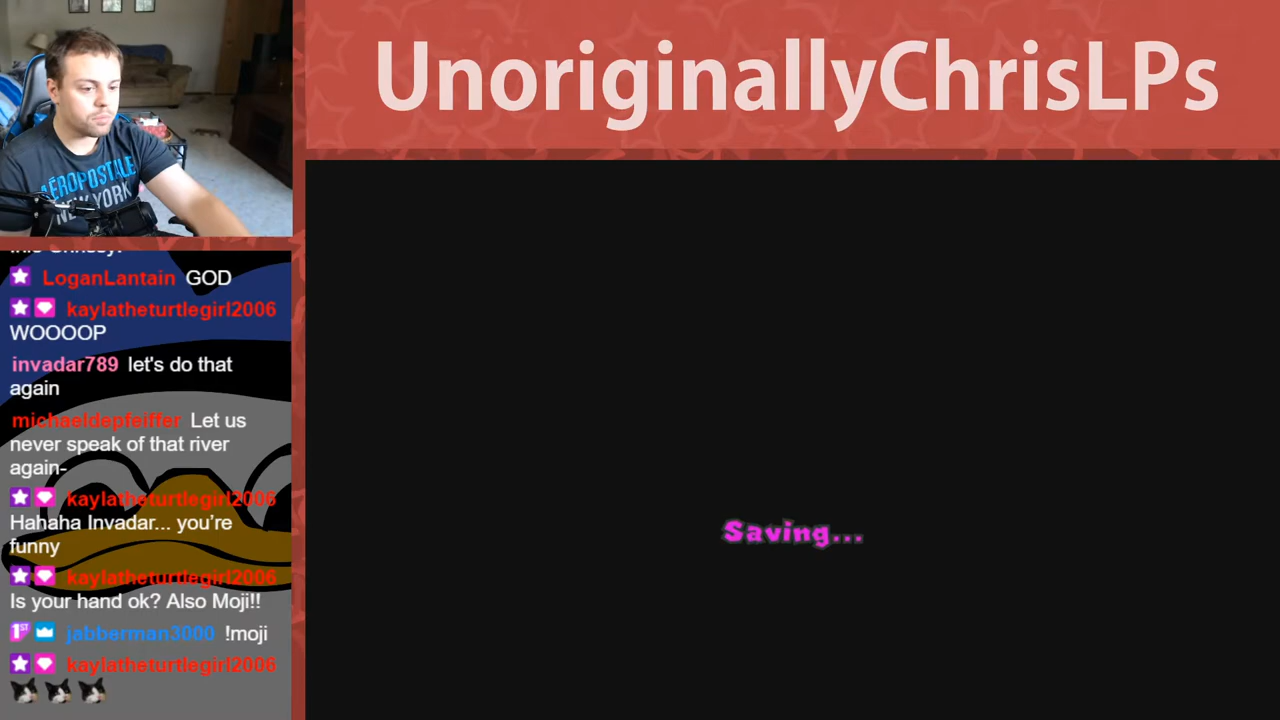 UnoriginallyChrisLPs
AÉROPOSTALE
NEW YORK
LoganLantain GOD
kaylatheturtlegirl2006
WOOOOP
invadar789 let's do that
again
michaeldepfeiffer Let us
never speak of that river
again-
kaylatheturtlegirl2006
Hahaha Invadar... you're
funny
kaylatheturtlegirl2006
Is your hand ok? Also Moji!!
1ST jabberman3000 !moji
kaylatheturtlegirl2006
Saving...